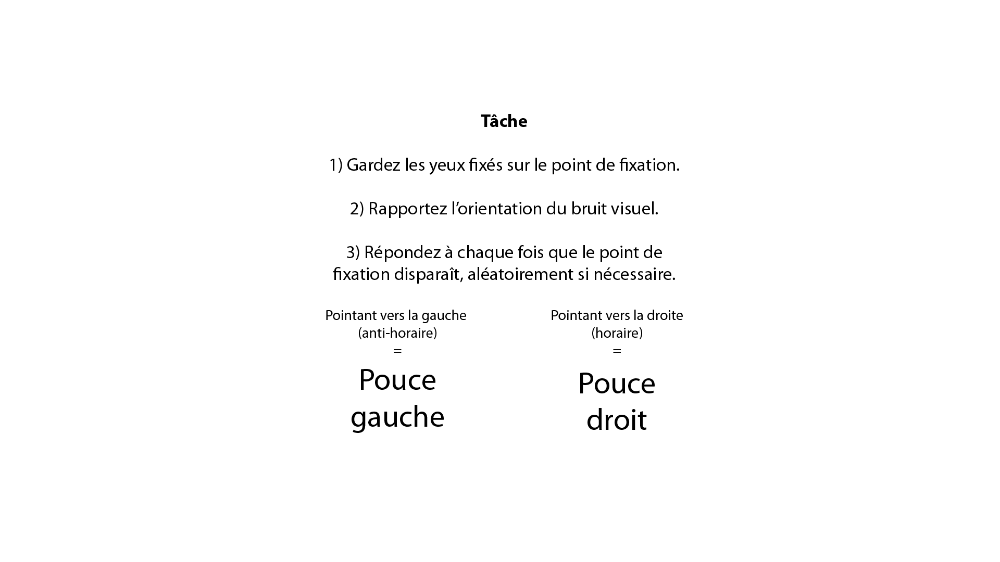 Tâche
1) Gardez les yeux fixés sur le point de fixation.
2) Rapportez l’orientation du bruit visuel.
3) Répondez à chaque fois que le point de
fixation disparaît, aléatoirement si nécessaire.
Pointant vers la gauche
(anti-horaire)
=
Pouce
gauche
Pointant vers la droite
(horaire)
=
Pouce
droit